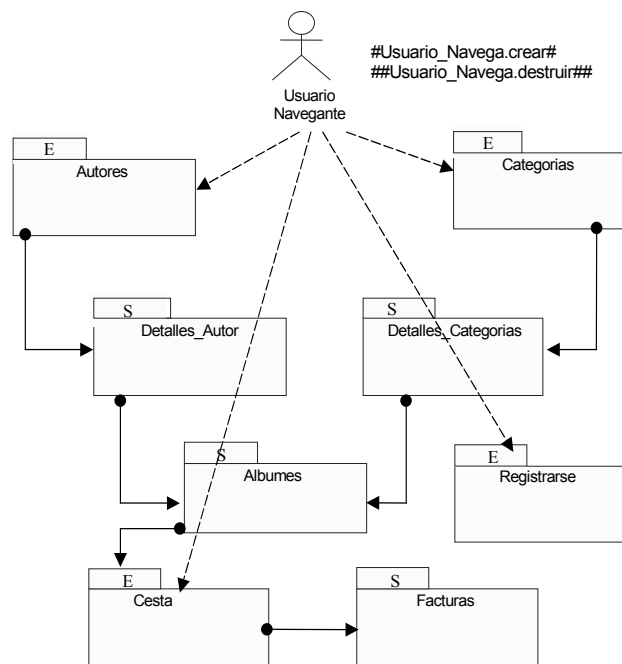 #Usuario_Navega.crear#
##Usuario_Navega.destruir##
Usuario
Navegante
E
Autores
E
Categorias
S
Detalles_Autor
S
Detalles_Categorias
S
Albumes
E
Registrarse
E
Cesta
S
Facturas